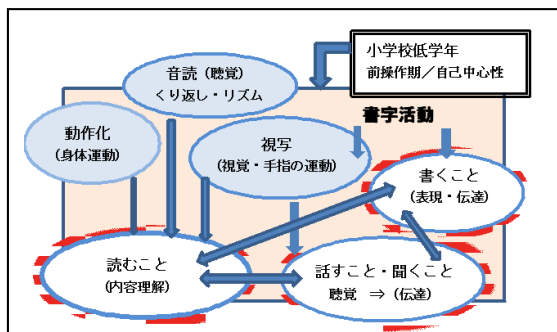 小学校低学年
前操作期／自己中心性
音読（聴覚）
くり返し・リズム
書字活動
動作化
（身体運動）
視写
（視覚・手指の運動）
書くこと
（表現・伝達）
読むこと
（内容理解）
話すこと・聞くこと
聴覚 ⇒（伝達）